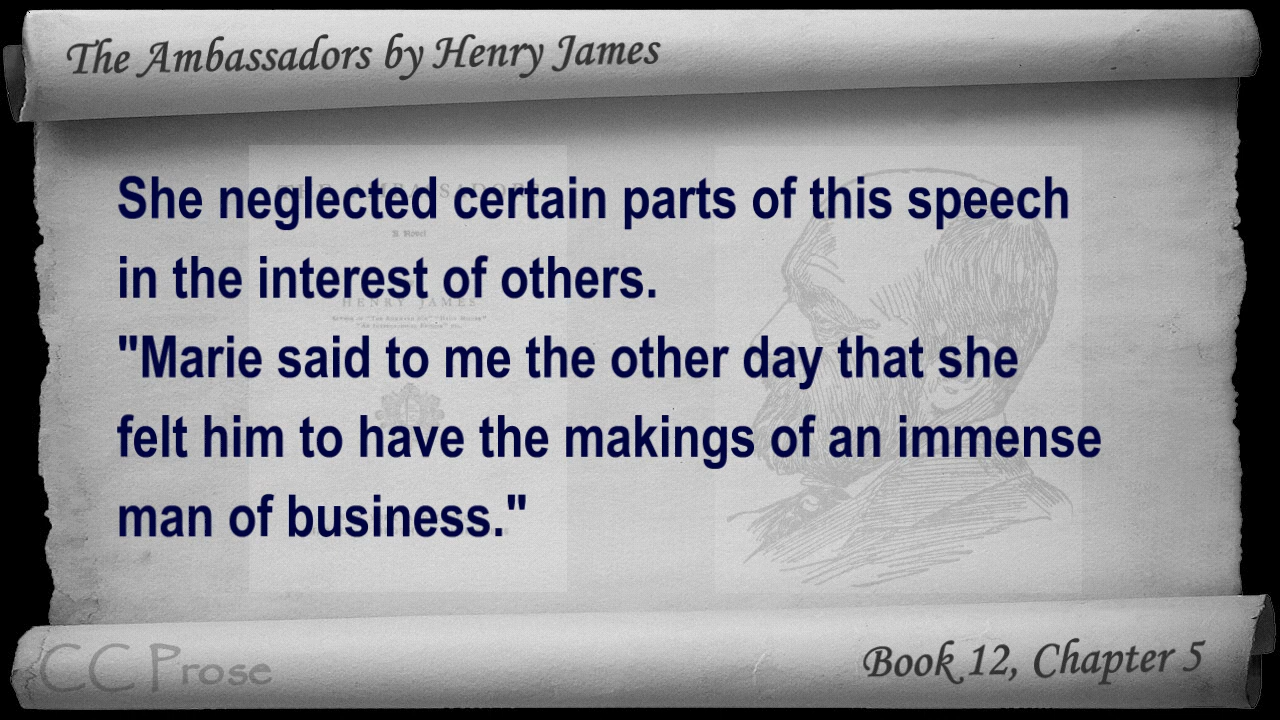 The Ambassadors by Henry James
She neglected certain parts of this speech
in the interest of others.
"Marie said to me the other day that she
felt him to have the makings of an immense
man of business."
HENRY JAMES
CC Prose
Book 12, Chapter 5